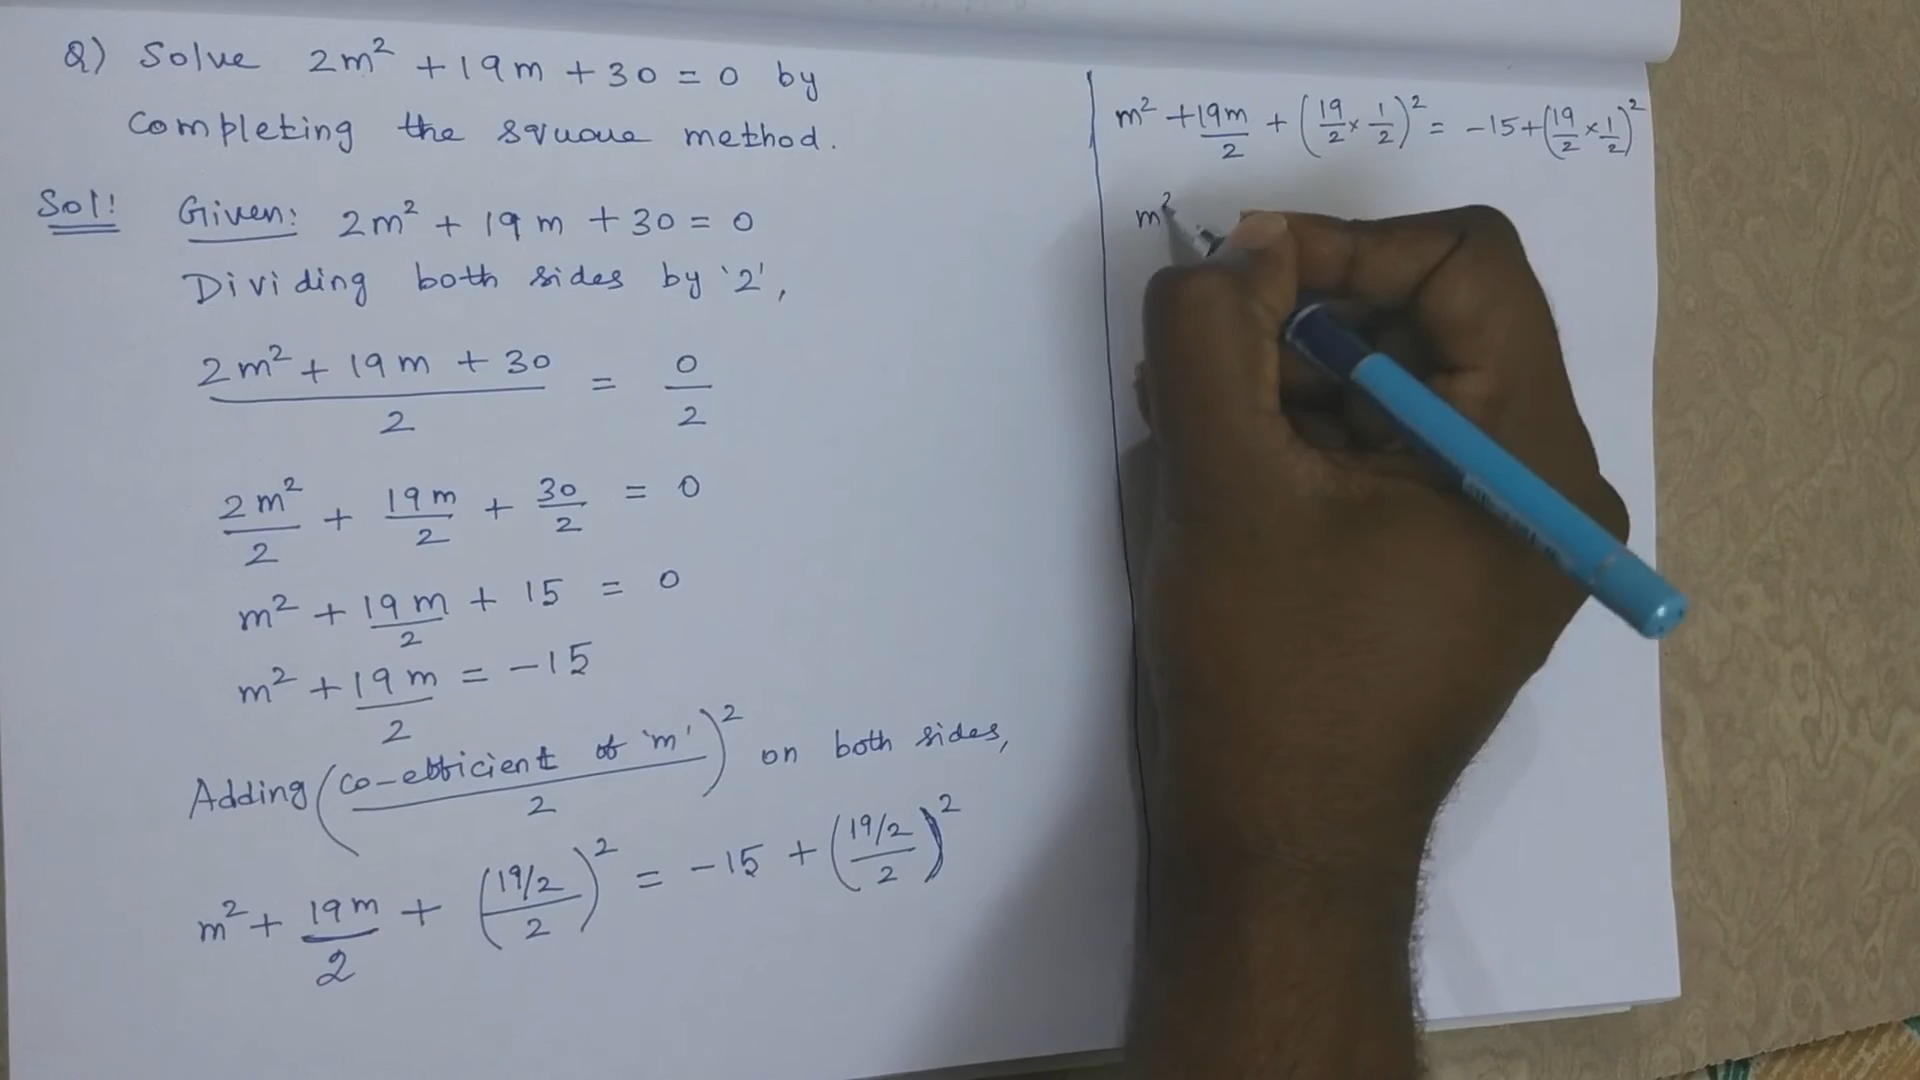 Q) Solve 2m² + 19m + 30 = 0 by
completing the square method.
Sol! Given: 2m² + 19m + 30 = 0
Dividing both sides by '2',
(2m² + 19m + 30)/2 = 0/2
2m²/2 + 19m/2 + 30/2 = 0
m² + 19m/2 + 15 = 0
m² + 19m/2 = -15
Adding (co-efficient of 'm'/2)² on both sides,
m² + 19m/2 + ((19/2)/2)² = -15 + ((19/2)/2)²
m² + 19m/2 + (19/2 × 1/2)² = -15 + (19/2 × 1/2)²
m²